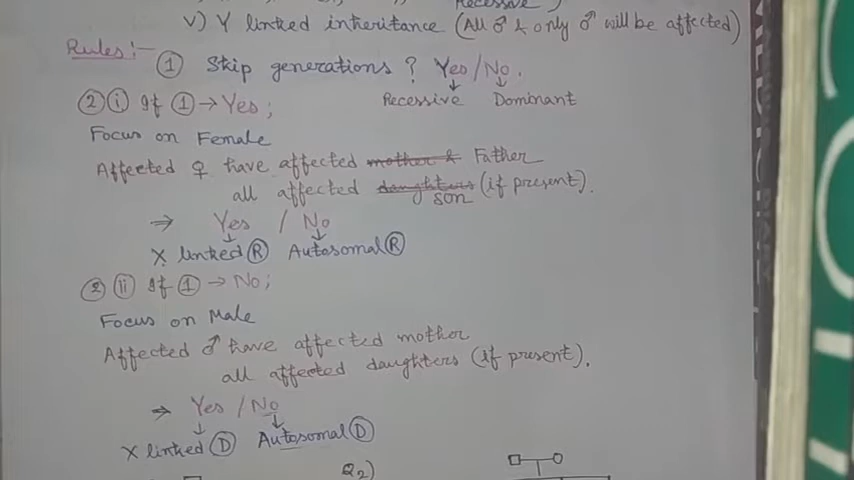 Recessive)
v) Y linked inheritance (All ♂ & only ♂ will be affected)
Rules:-
① Skip generations? Yes/No.
Recessive Dominant
② ⓘ If ① → Yes;
Focus on Female
Affected ♀ have affected mother & Father
all affected daughters son (if present).
⇒ Yes / No
X linked Ⓡ Autosomal Ⓡ
② ⓘⓘ If ① → No;
Focus on Male
Affected ♂ have affected mother
all affected daughters (if present).
⇒ Yes / No
X linked Ⓓ Autosomal Ⓓ
Q2)